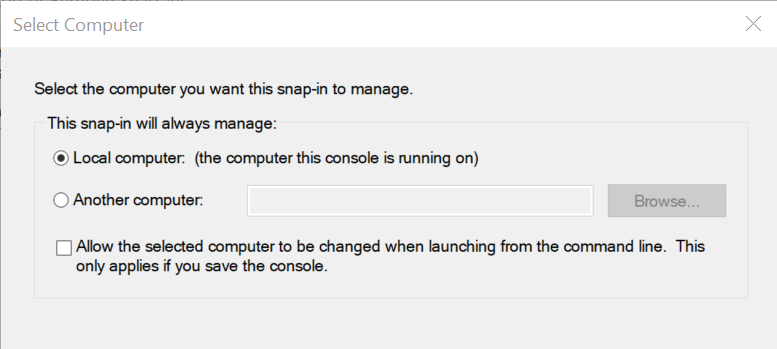 Select Computer
Select the computer you want this snap-in to manage.
This snap-in will always manage:
Local computer:  (the computer this console is running on)
Another computer:
Browse...
Allow the selected computer to be changed when launching from the command line.  This
only applies if you save the console.